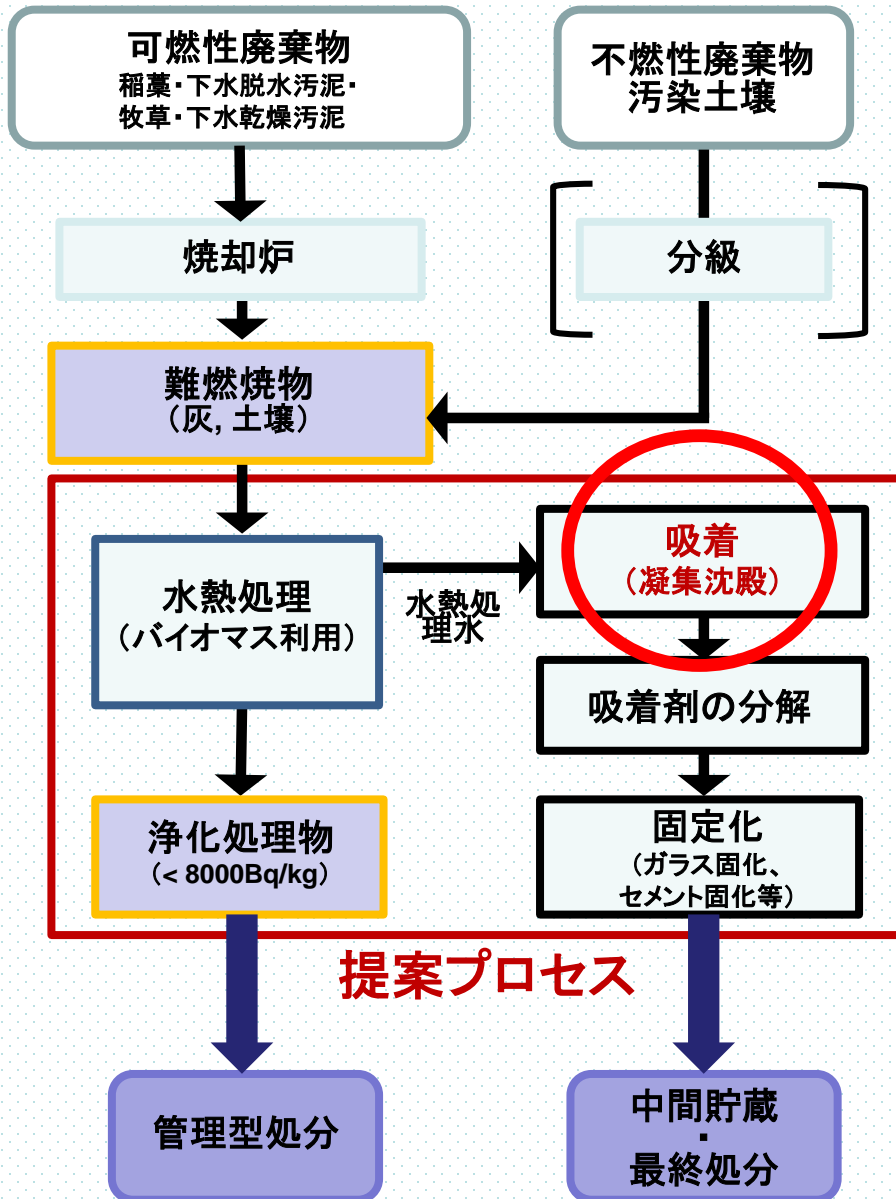 可燃性廃棄物
稲藁・下水脱水汚泥・
牧草・下水乾燥汚泥
不燃性廃棄物
汚染土壌
焼却炉
分級
難燃焼物
（灰, 土壌）
水熱処理
（バイオマス利用）
水熱処
理水
吸着
（凝集沈殿）
吸着剤の分解
浄化処理物
（< 8000Bq/kg）
固定化
（ガラス固化、
セメント固化等）
提案プロセス
管理型処分
中間貯蔵
・
最終処分